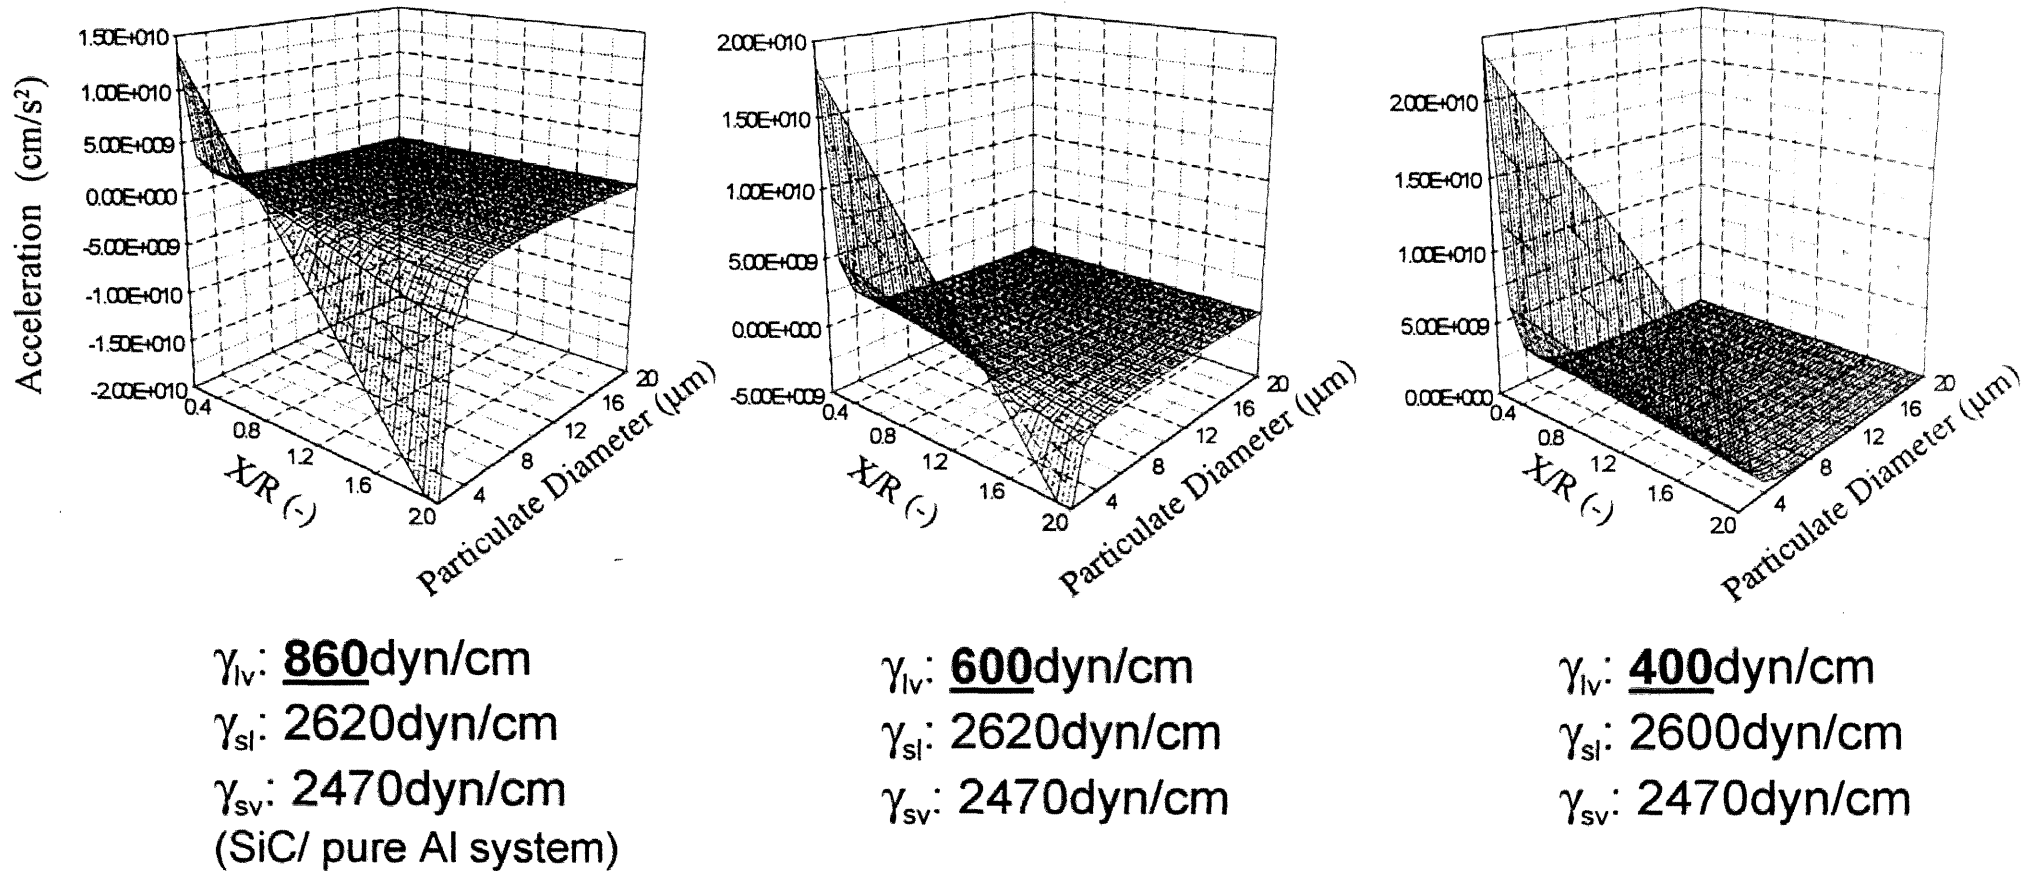 Acceleration (cm/s²)
1.50E+010
1.00E+010
5.00E+009
0.00E+000
-5.00E+009
-1.00E+010
-1.50E+010
-2.00E+010
0.4
0.8
1.2
1.6
2.0
X/R (-)
4
8
12
16
20
Particulate Diameter (μm)
2.00E+010
1.50E+010
1.00E+010
5.00E+009
0.00E+000
-5.00E+009
0.4
0.8
1.2
1.6
2.0
X/R (-)
4
8
12
16
20
Particulate Diameter (μm)
2.00E+010
1.50E+010
1.00E+010
5.00E+009
0.00E+000
0.4
0.8
1.2
1.6
2.0
X/R (-)
4
8
12
16
20
Particulate Diameter (μm)
γlv: 860dyn/cm
γsl: 2620dyn/cm
γsv: 2470dyn/cm
(SiC/ pure Al system)
γlv: 600dyn/cm
γsl: 2620dyn/cm
γsv: 2470dyn/cm
γlv: 400dyn/cm
γsl: 2600dyn/cm
γsv: 2470dyn/cm